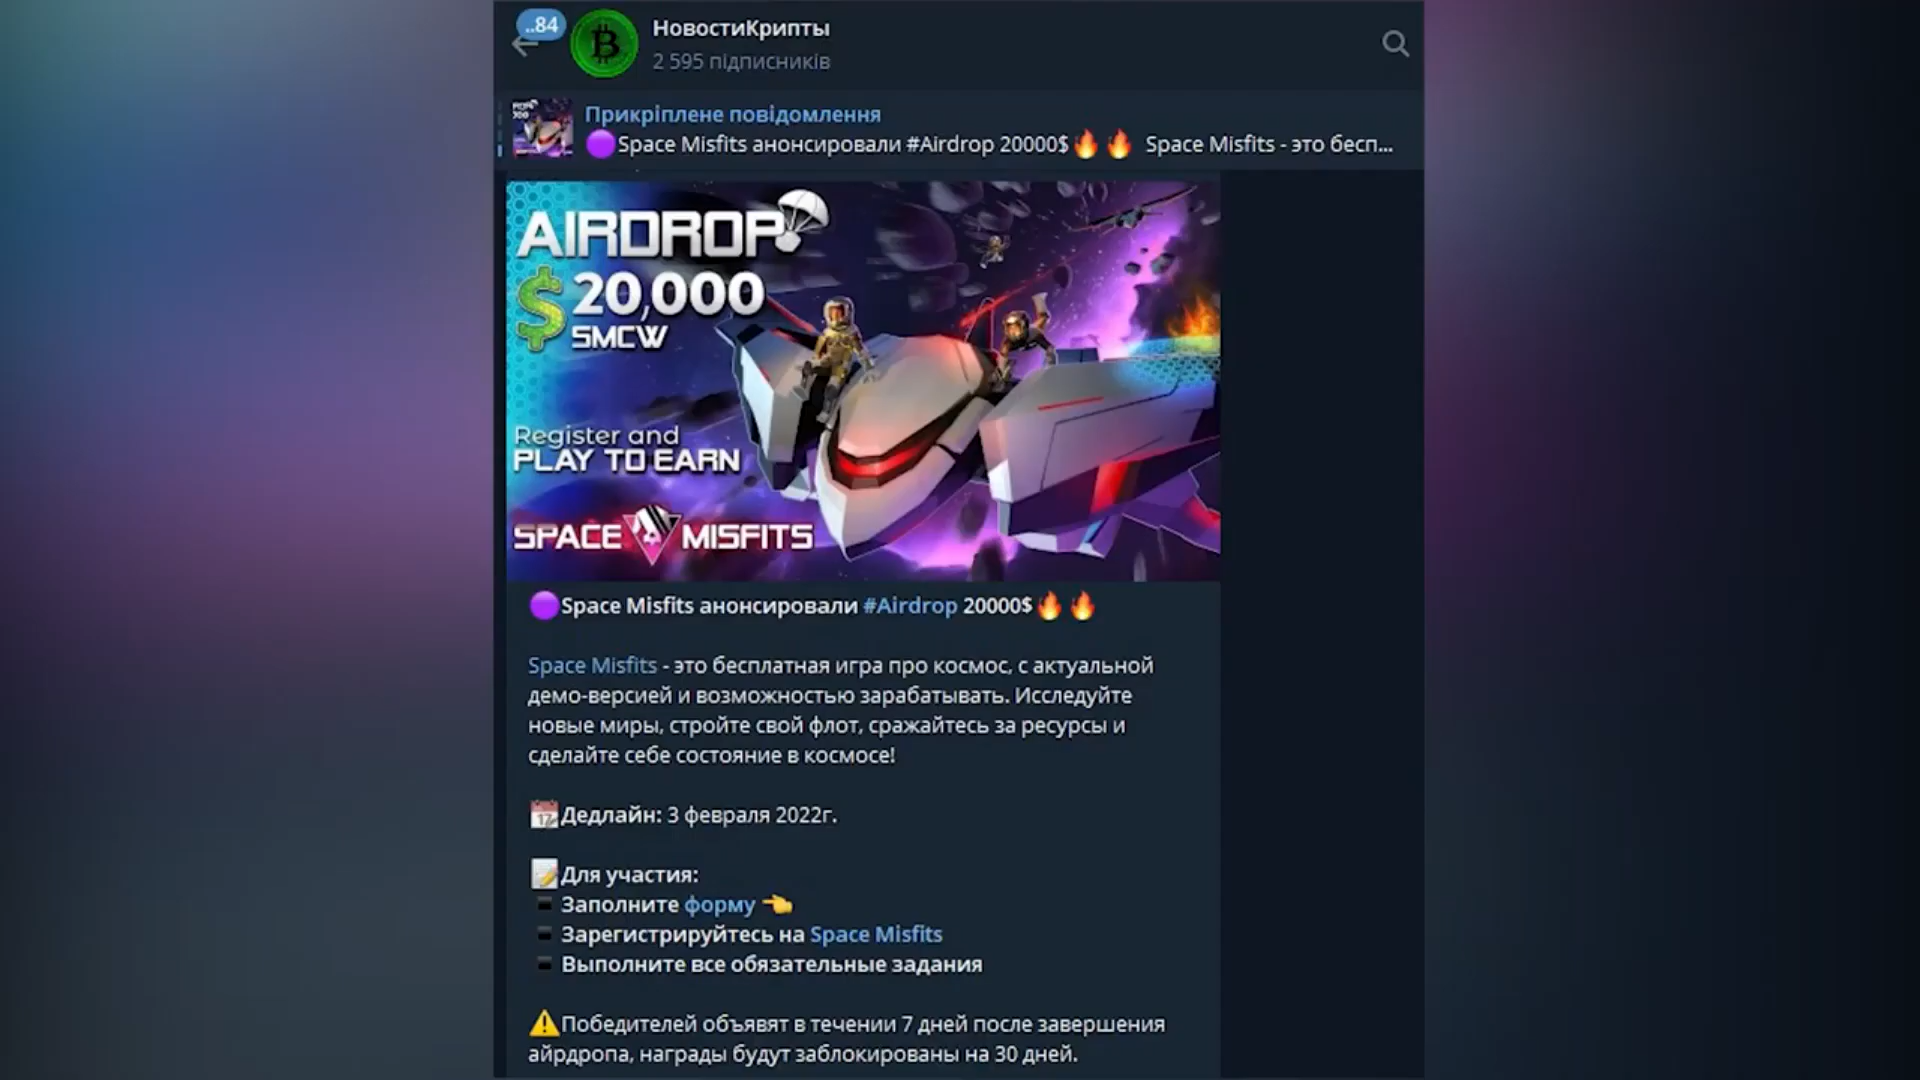 ..84
НовостиКрипты
2 595 підписників
Прикріплене повідомлення
Space Misfits анонсировали #Airdrop 20000$🔥🔥 Space Misfits - это бесп...
AIRDROP
$ 20,000
SMCW
Register and
PLAY TO EARN
SPACE MISFITS
🟣Space Misfits анонсировали #Airdrop 20000$🔥🔥
Space Misfits - это бесплатная игра про космос, с актуальной
демо-версией и возможностью зарабатывать. Исследуйте
новые миры, стройте свой флот, сражайтесь за ресурсы и
сделайте себе состояние в космосе!
📆Дедлайн: 3 февраля 2022г.
📝Для участия:
▪Заполните форму 👈
▪Зарегистрируйтесь на Space Misfits
▪Выполните все обязательные задания
⚠Победителей объявят в течении 7 дней после завершения
айрдропа, награды будут заблокированы на 30 дней.